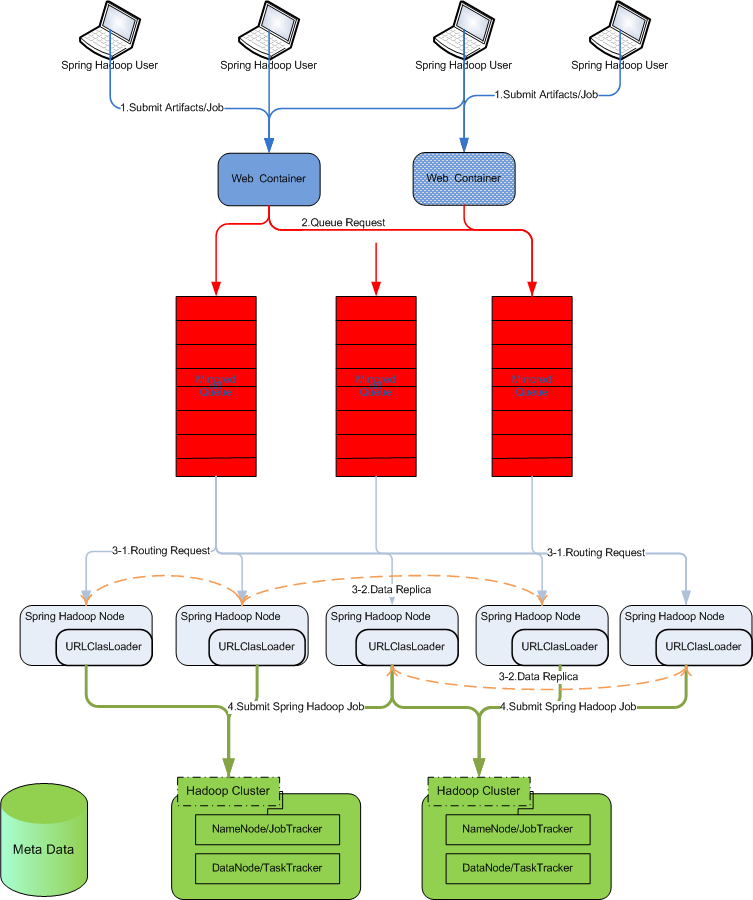 Spring Hadoop User
Spring Hadoop User
Spring Hadoop User
Spring Hadoop User
1.Submit Artifacts/Job
1.Submit Artifacts/Job
Web Container
Web Container
2.Queue Request
Queue
Queue
Queue
3-1.Routing Request
3-1.Routing Request
3-2.Data Replica
Spring Hadoop Node
Spring Hadoop Node
Spring Hadoop Node
Spring Hadoop Node
Spring Hadoop Node
URLClasLoader
URLClasLoader
URLClasLoader
URLClasLoader
URLClasLoader
3-2.Data Replica
4.Submit Spring Hadoop Job
4.Submit Spring Hadoop Job
Hadoop Cluster
Hadoop Cluster
NameNode/JobTracker
NameNode/JobTracker
Meta Data
DataNode/TaskTracker
DataNode/TaskTracker